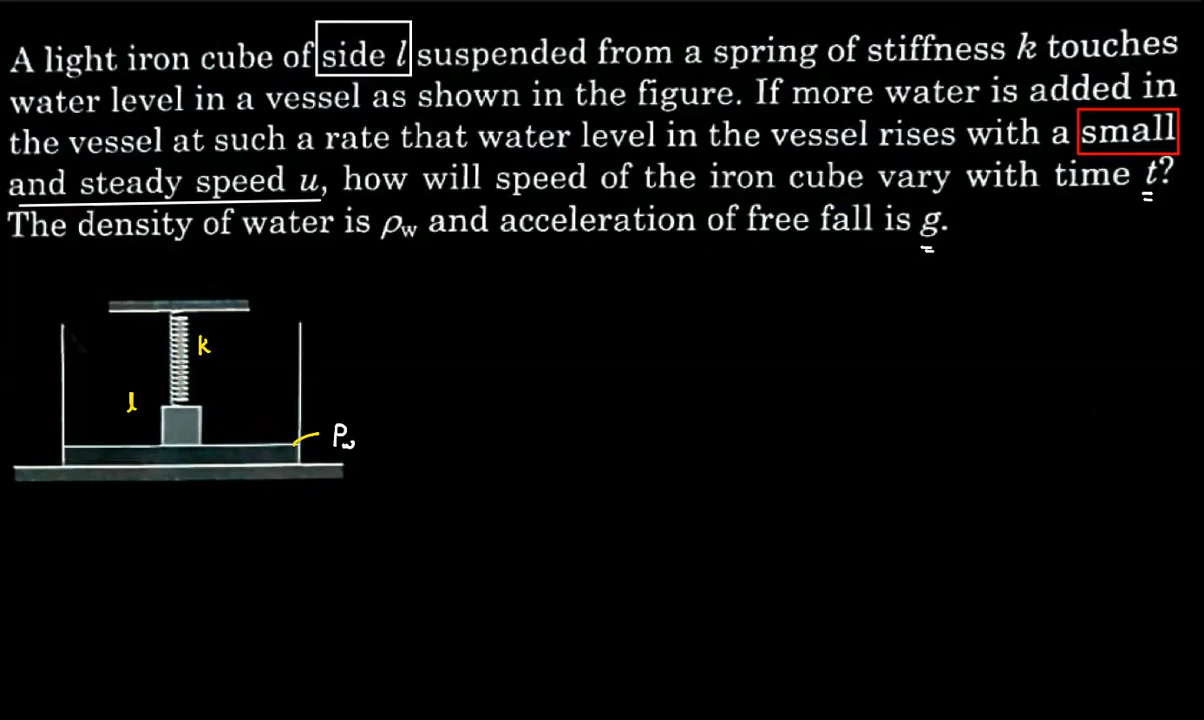 A light iron cube of side l suspended from a spring of stiffness k touches
water level in a vessel as shown in the figure. If more water is added in
the vessel at such a rate that water level in the vessel rises with a small
and steady speed u, how will speed of the iron cube vary with time t?
The density of water is ρw and acceleration of free fall is g.
k
l
ρw